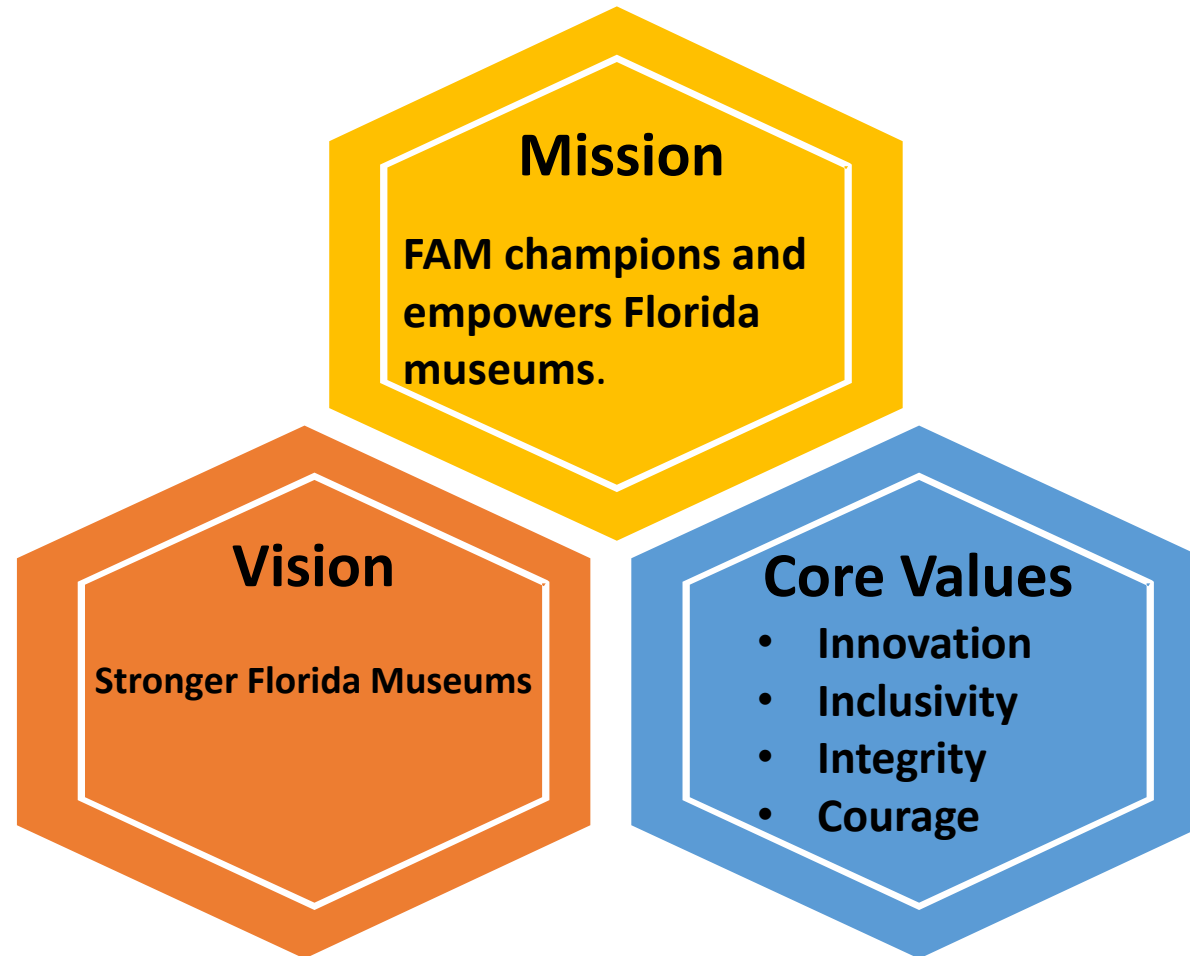 Mission
FAM champions and
empowers Florida
museums.
Vision
Stronger Florida Museums
Core Values
• Innovation
• Inclusivity
• Integrity
• Courage